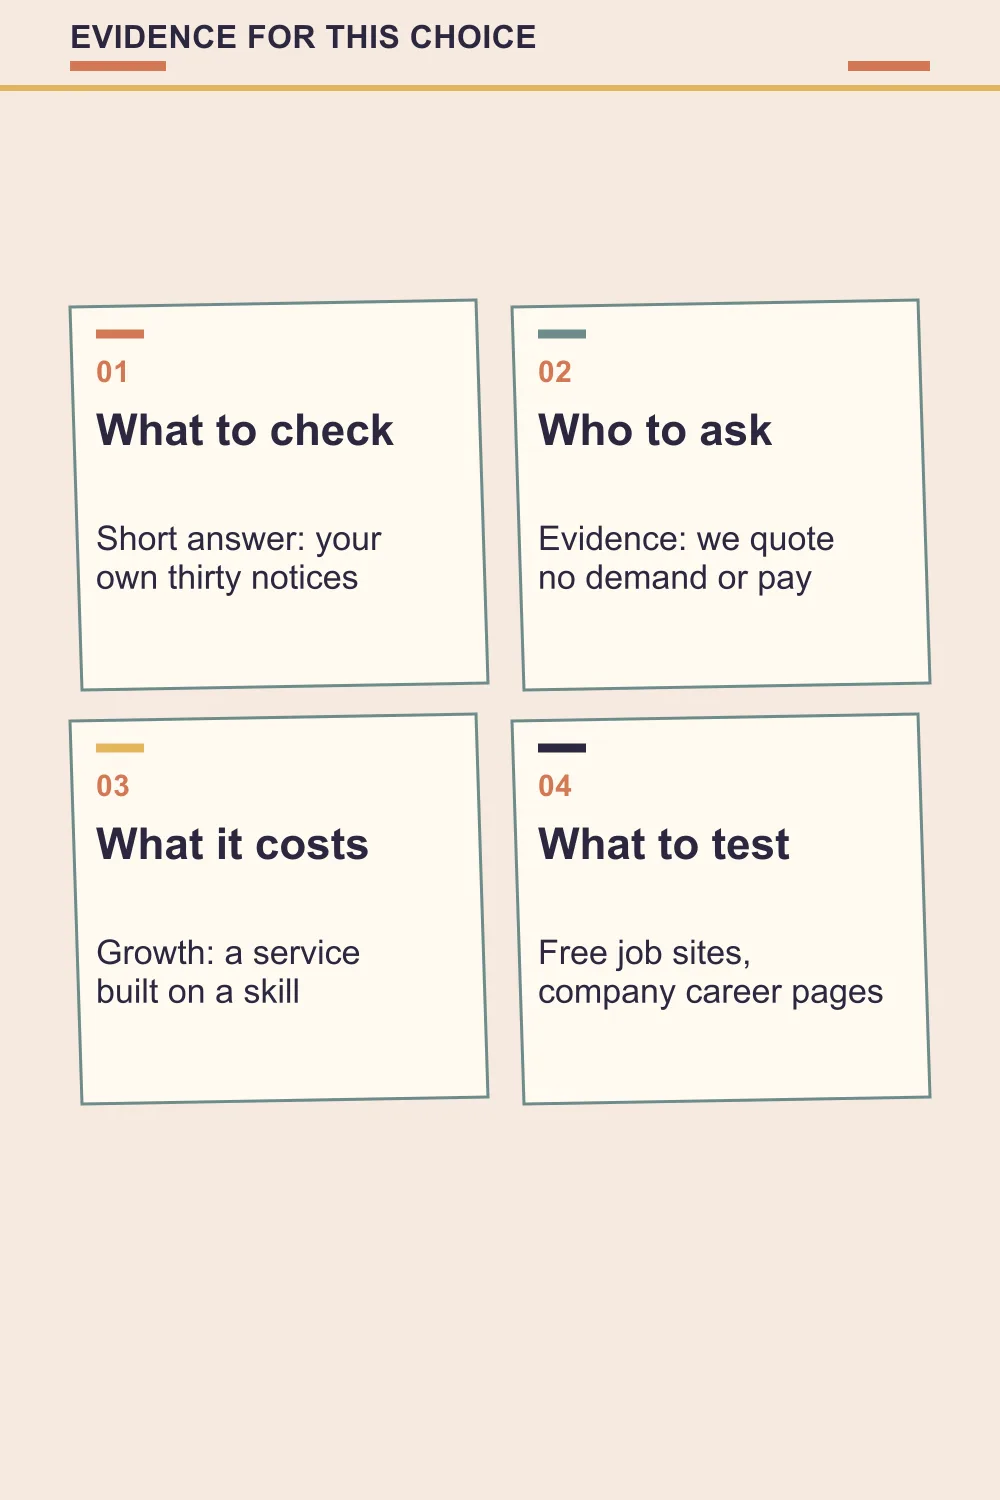 EVIDENCE FOR THIS CHOICE
01
What to check
Short answer: your
own thirty notices
02
Who to ask
Evidence: we quote
no demand or pay
03
What it costs
Growth: a service
built on a skill
04
What to test
Free job sites,
company career pages